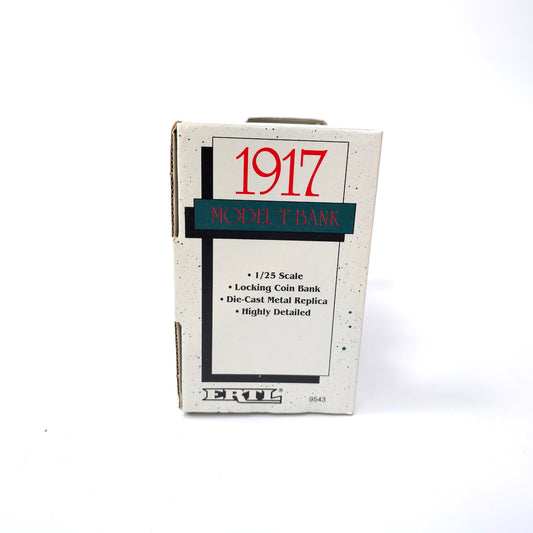 1917
MODEL "T" BANK
• 1/25 Scale
• Locking Coin Bank
• Die-Cast Metal Replica
• Highly Detailed
ERTL®
9543